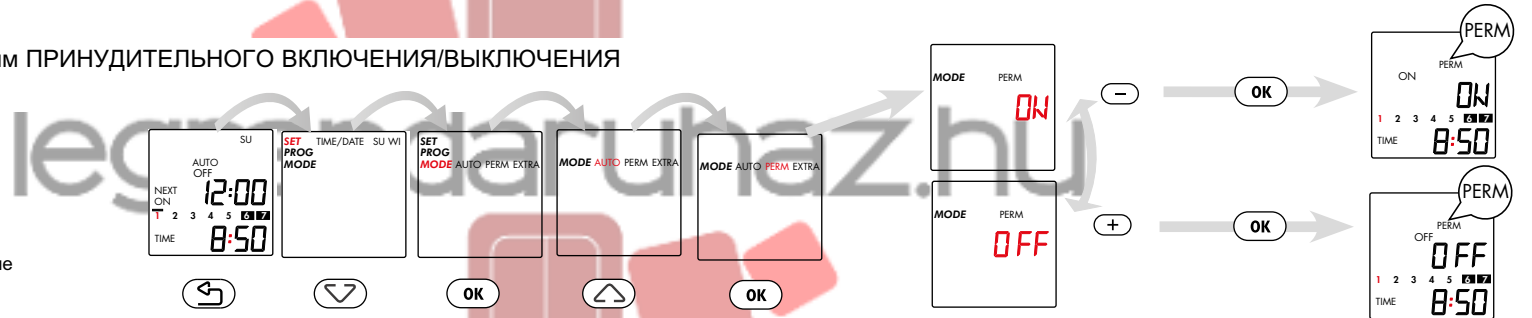 им ПРИНУДИТЕЛЬНОГО ВКЛЮЧЕНИЯ/ВЫКЛЮЧЕНИЯ
legrandaruhaz.hu
SU
AUTO
OFF
NEXT
ON
12:00
1 2 3 4 5 6 7
TIME 8:50
SET TIME/DATE SU WI
PROG
MODE
SET
PROG
MODE AUTO PERM EXTRA
MODE AUTO PERM EXTRA
MODE AUTO PERM EXTRA
MODE PERM
ON
MODE PERM
OFF
−
+
OK
OK
PERM
PERM
ON
ON
1 2 3 4 5 6 7
TIME 8:50
PERM
PERM
OFF
OFF
1 2 3 4 5 6 7
TIME 8:50
ие
OK
OK